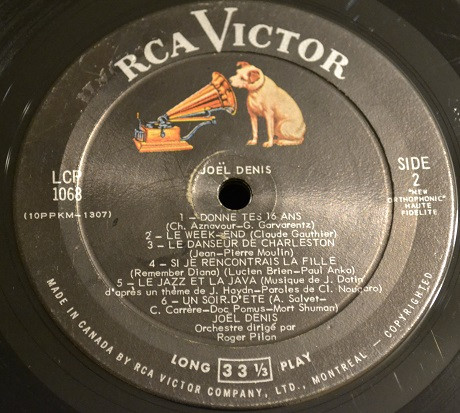 RCA VICTOR
JOËL DENIS
LCP
1068
SIDE
2
(10PPKM-1307)
"NEW
ORTHOPHONIC"
HAUTE
FIDELITE
1 - DONNE TES 16 ANS
(Ch. Aznavour-G. Garvarentz)
2 - LE WEEK-END (Claude Gauthier)
3 - LE DANSEUR DE CHARLESTON
(Jean-Pierre Moulin)
4 - SI JE RENCONTRAIS LA FILLE
(Remember Diana) (Lucien Brien-Paul Anka)
5 - LE JAZZ ET LA JAVA (Musique de J. Datin
d'après un thème de J. Haydn-Paroles de Cl. Nougaro)
6 - UN SOIR D'ETE (A. Salvet-
C. Carrère-Doc Pomus-Mort Shuman)
JOËL DENIS
Orchestre dirigé par
Roger Pilon
LONG 33 1/3 PLAY
MADE IN CANADA BY RCA VICTOR COMPANY, LTD., MONTREAL - COPYRIGHTED